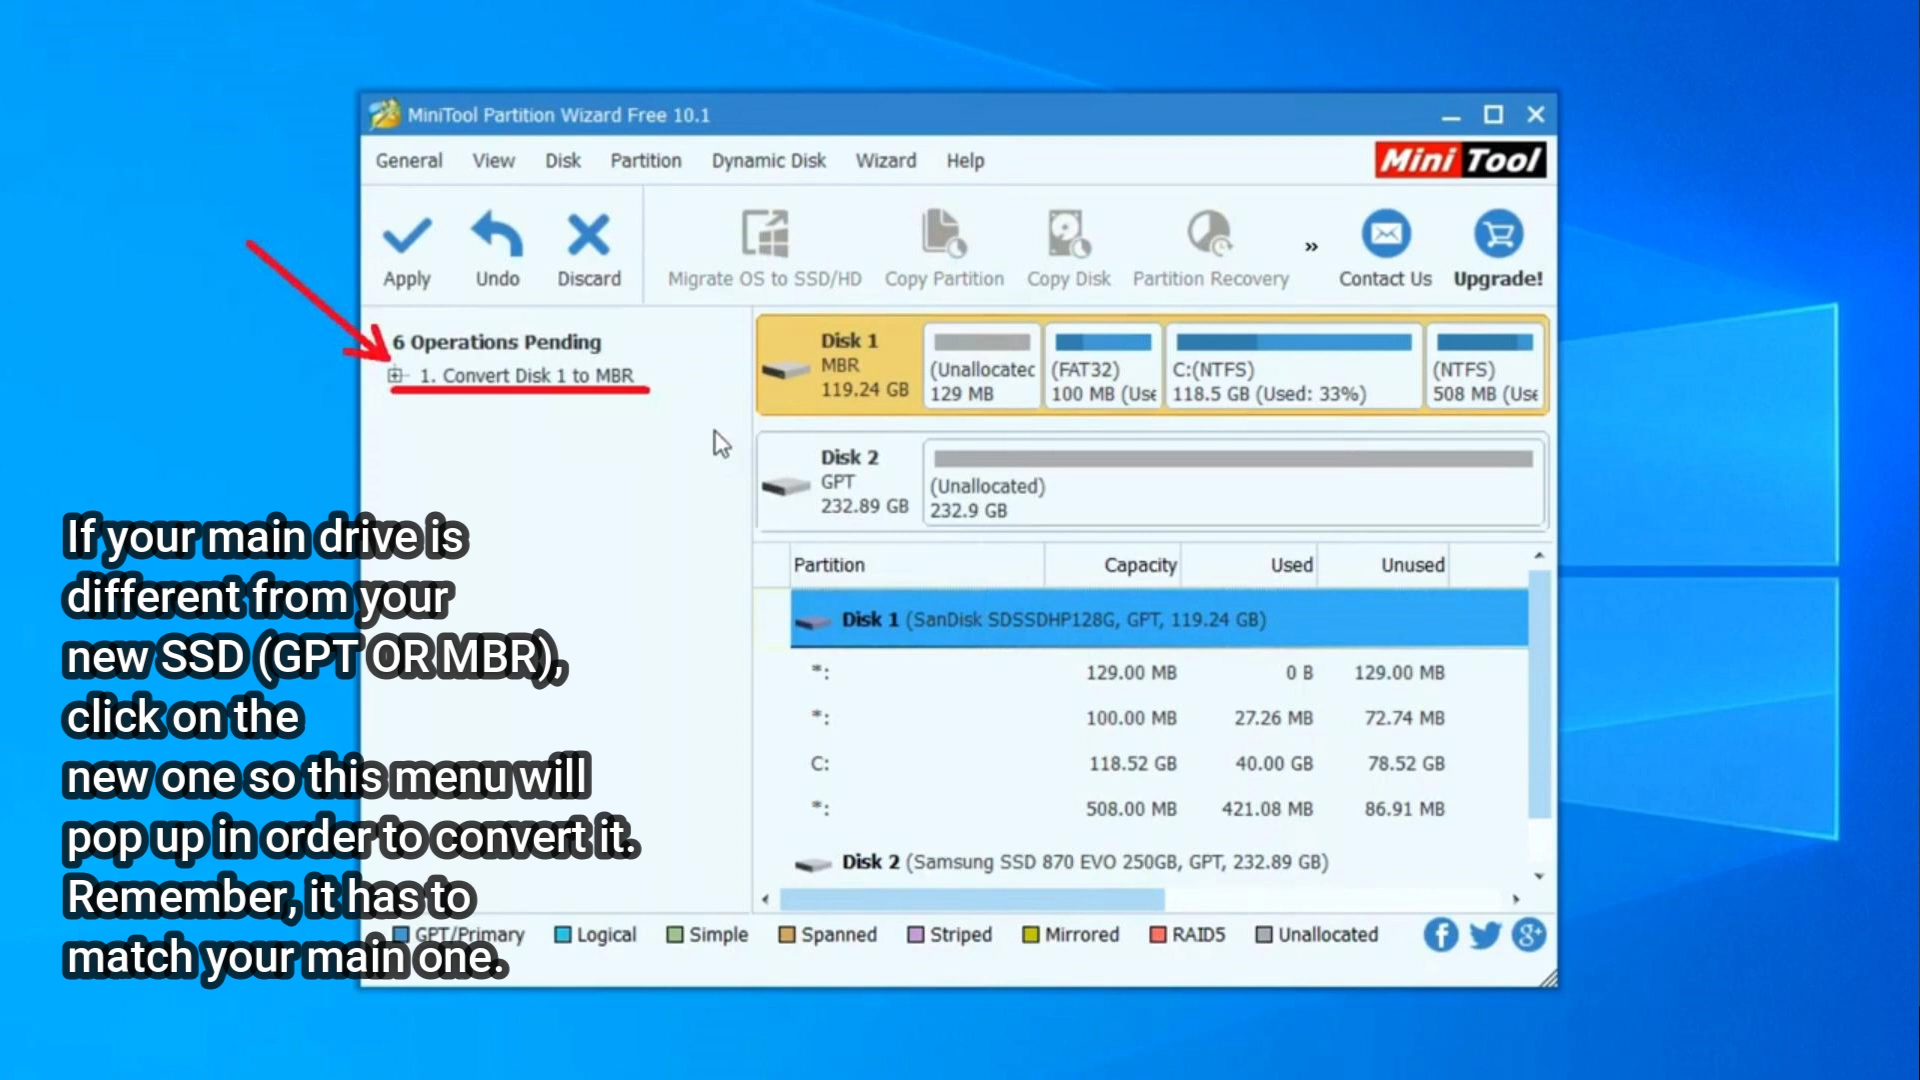 MiniTool Partition Wizard Free 10.1
General View Disk Partition Dynamic Disk Wizard Help
Mini Tool
Apply Undo Discard Migrate OS to SSD/HD Copy Partition Copy Disk Partition Recovery » Contact Us Upgrade!
6 Operations Pending
1. Convert Disk 1 to MBR
Disk 1
MBR
119.24 GB
(Unallocatec
129 MB
(FAT32)
100 MB (Use
C:(NTFS)
118.5 GB (Used: 33%)
(NTFS)
508 MB (Use
Disk 2
GPT
232.89 GB
(Unallocated)
232.9 GB
Partition Capacity Used Unused
Disk 1 (SanDisk SDSSDHP128G, GPT, 119.24 GB)
*: 129.00 MB 0 B 129.00 MB
*: 100.00 MB 27.26 MB 72.74 MB
C: 118.52 GB 40.00 GB 78.52 GB
*: 508.00 MB 421.08 MB 86.91 MB
Disk 2 (Samsung SSD 870 EVO 250GB, GPT, 232.89 GB)
GPT/Primary Logical Simple Spanned Striped Mirrored RAID5 Unallocated
If your main drive is
different from your
new SSD (GPT OR MBR),
click on the
new one so this menu will
pop up in order to convert it.
Remember, it has to
match your main one.